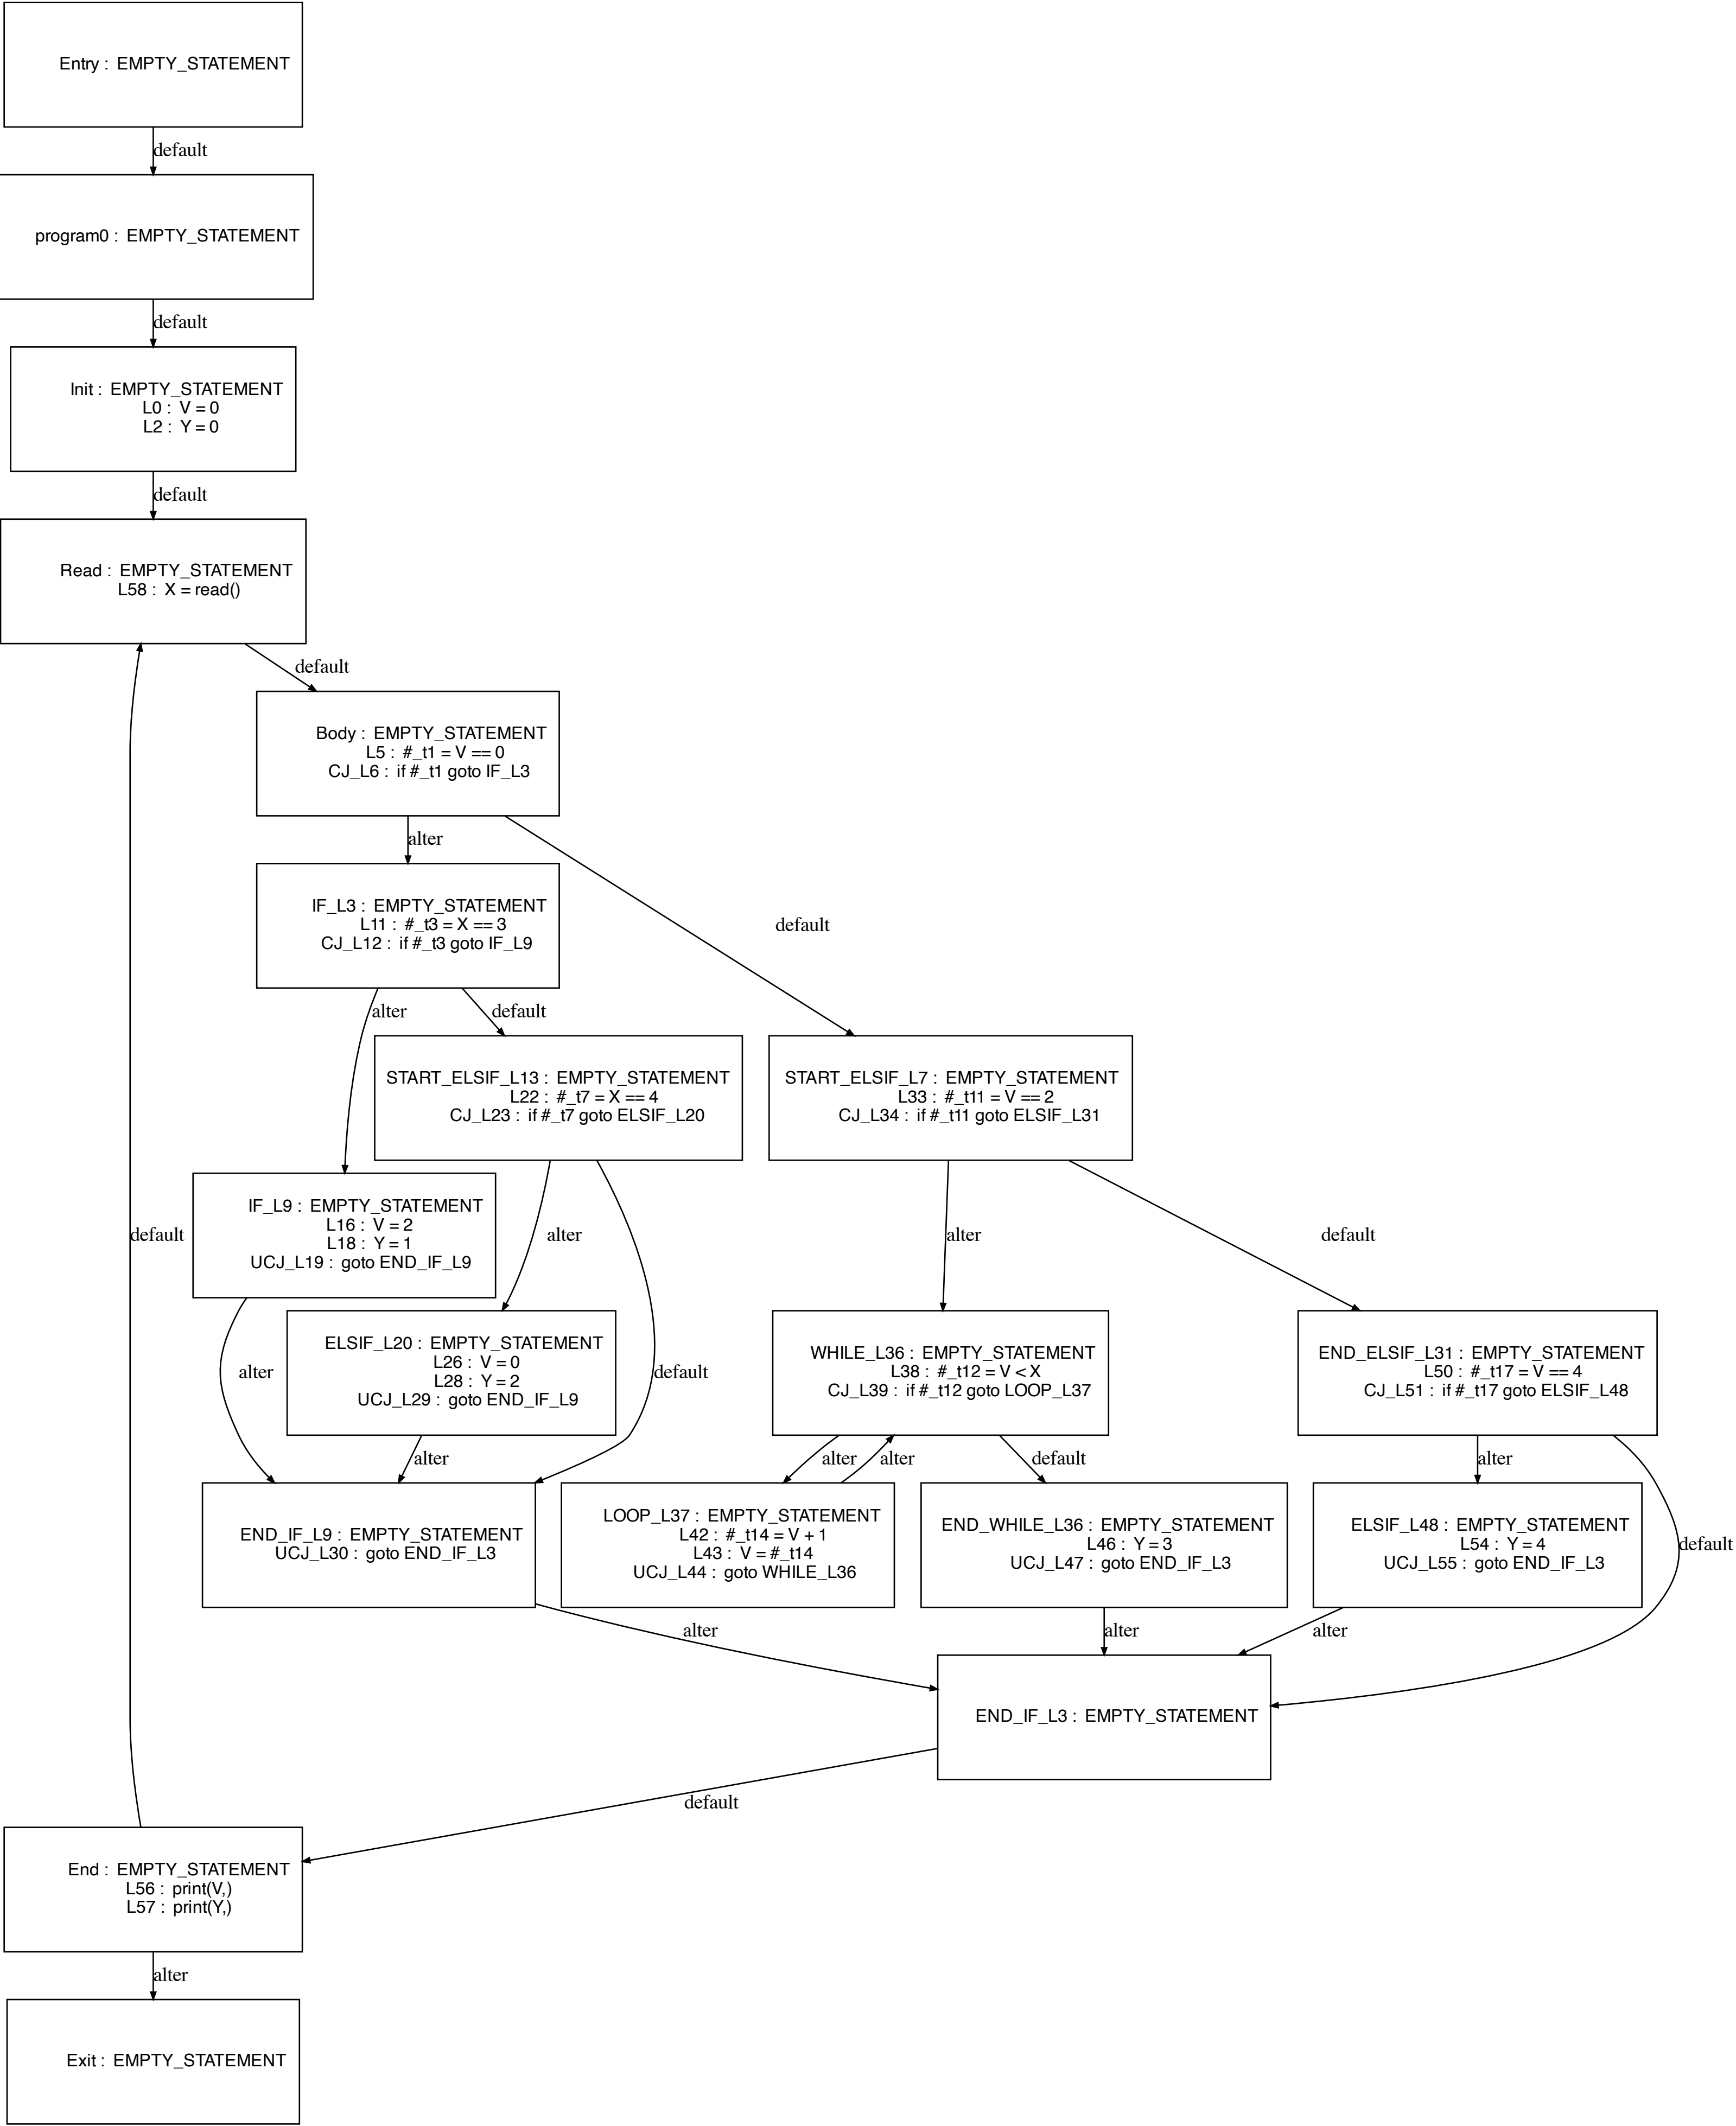 Entry : EMPTY_STATEMENT
default
program0 : EMPTY_STATEMENT
default
Init : EMPTY_STATEMENT
L0 : V = 0
L2 : Y = 0
default
Read : EMPTY_STATEMENT
L58 : X = read()
default
Body : EMPTY_STATEMENT
L5 : #_t1 = V == 0
CJ_L6 : if #_t1 goto IF_L3
alter
default
IF_L3 : EMPTY_STATEMENT
L11 : #_t3 = X == 3
CJ_L12 : if #_t3 goto IF_L9
alter
default
START_ELSIF_L13 : EMPTY_STATEMENT
L22 : #_t7 = X == 4
CJ_L23 : if #_t7 goto ELSIF_L20
START_ELSIF_L7 : EMPTY_STATEMENT
L33 : #_t11 = V == 2
CJ_L34 : if #_t11 goto ELSIF_L31
default
IF_L9 : EMPTY_STATEMENT
L16 : V = 2
L18 : Y = 1
UCJ_L19 : goto END_IF_L9
alter
alter
default
alter
ELSIF_L20 : EMPTY_STATEMENT
L26 : V = 0
L28 : Y = 2
UCJ_L29 : goto END_IF_L9
default
WHILE_L36 : EMPTY_STATEMENT
L38 : #_t12 = V < X
CJ_L39 : if #_t12 goto LOOP_L37
END_ELSIF_L31 : EMPTY_STATEMENT
L50 : #_t17 = V == 4
CJ_L51 : if #_t17 goto ELSIF_L48
alter
alter
alter
default
alter
END_IF_L9 : EMPTY_STATEMENT
UCJ_L30 : goto END_IF_L3
LOOP_L37 : EMPTY_STATEMENT
L42 : #_t14 = V + 1
L43 : V = #_t14
UCJ_L44 : goto WHILE_L36
END_WHILE_L36 : EMPTY_STATEMENT
L46 : Y = 3
UCJ_L47 : goto END_IF_L3
ELSIF_L48 : EMPTY_STATEMENT
L54 : Y = 4
UCJ_L55 : goto END_IF_L3
default
alter
alter
alter
END_IF_L3 : EMPTY_STATEMENT
default
End : EMPTY_STATEMENT
L56 : print(V,)
L57 : print(Y,)
alter
Exit : EMPTY_STATEMENT